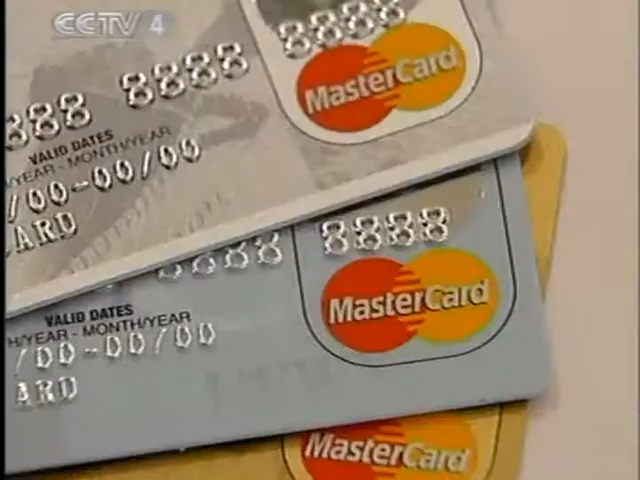 CCTV 4
8888
888 8888
MasterCard
VALID DATES
/YEAR - MONTH/YEAR
/00-00/00
ARD
8888
8888
MasterCard
VALID DATES
H/YEAR - MONTH/YEAR
/00-00/00
ARD
MasterCard